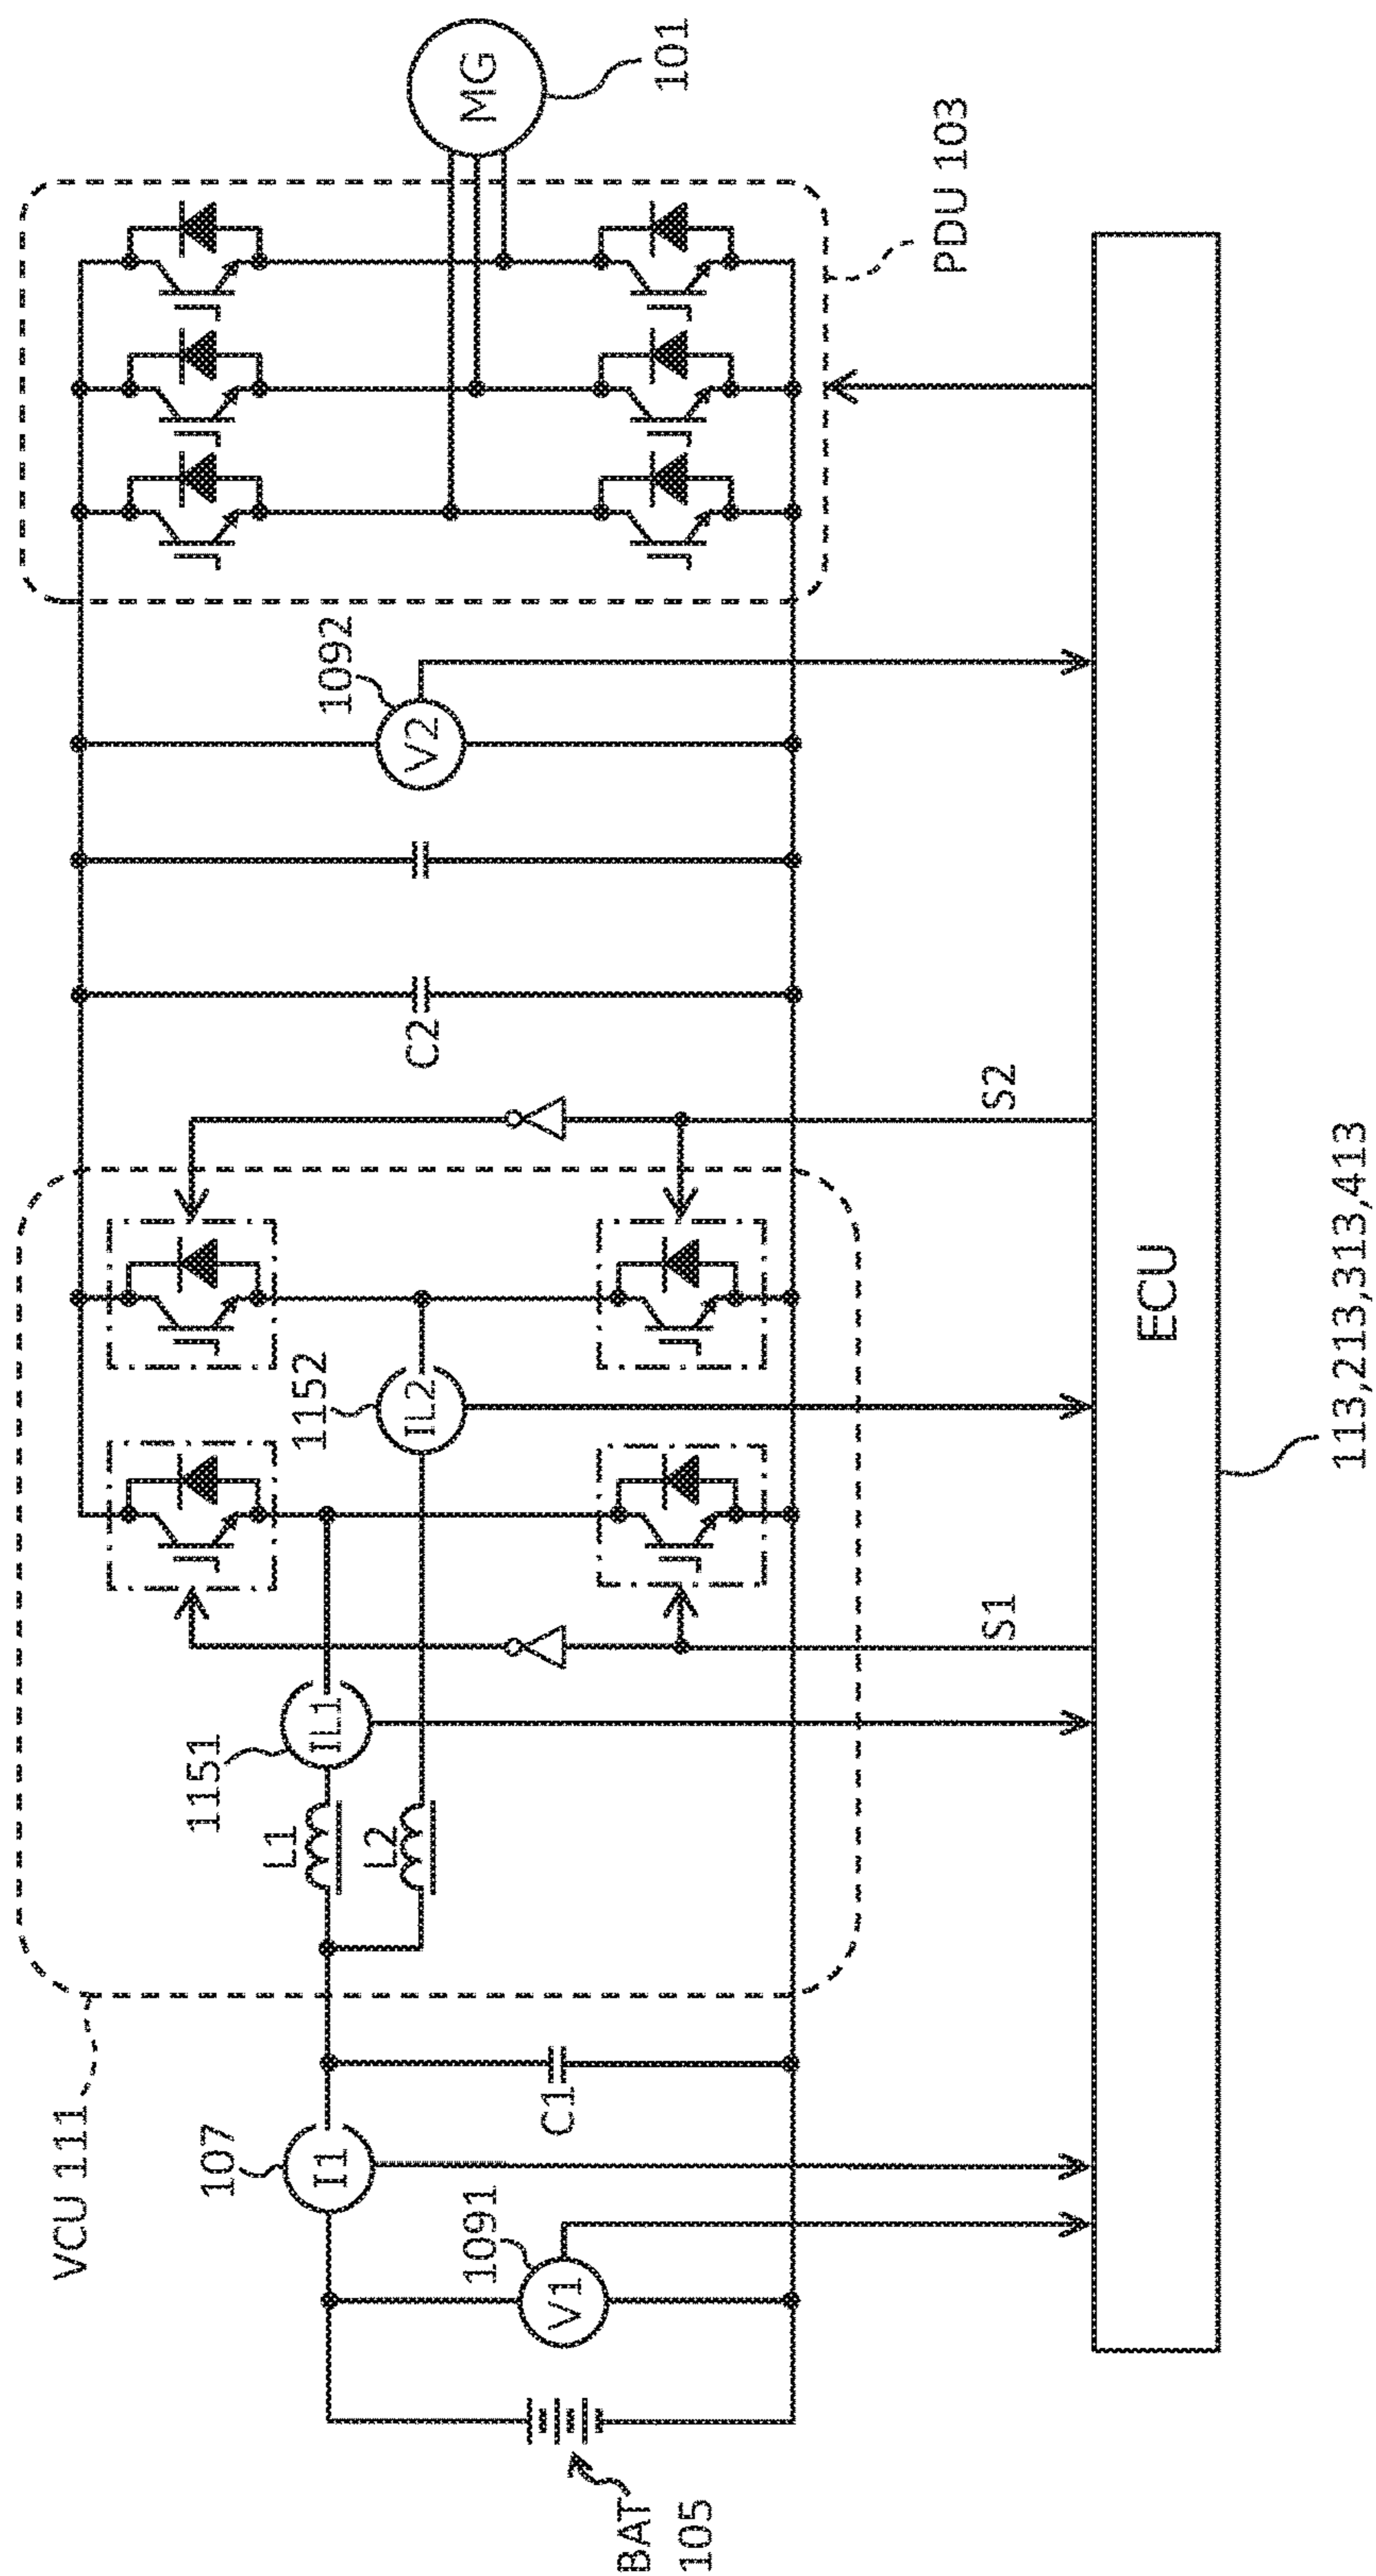 VCU 111
BAT
105
V1
1091
I1
107
C1
L1
L2
IL1
1151
IL2
1152
S1
S2
C2
V2
1092
PDU 103
MG
101
ECU
113,213,313,413